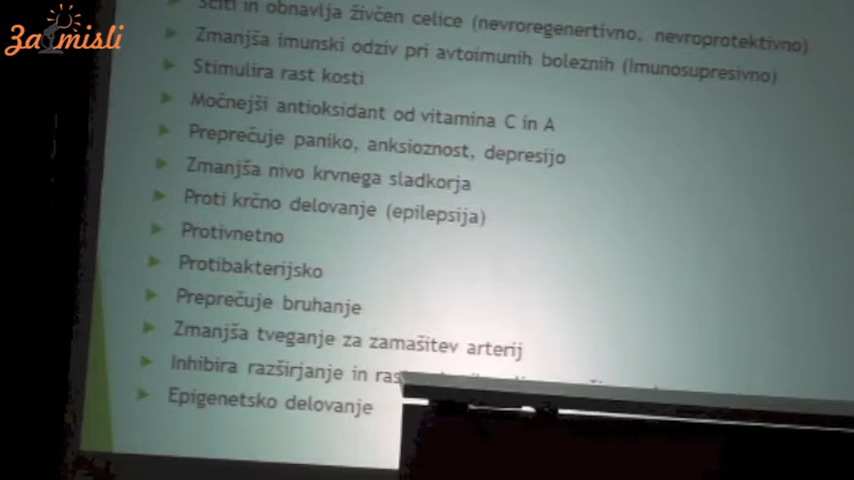 Za misli
Ščiti in obnavlja živčen celice (nevroregenertivno, nevroprotektivno)
Zmanjša imunski odziv pri avtoimunih boleznih (Imunosupresivno)
Stimulira rast kosti
Močnejši antioksidant od vitamina C in A
Preprečuje paniko, anksioznost, depresijo
Zmanjša nivo krvnega sladkorja
Proti krčno delovanje (epilepsija)
Protivnetno
Protibakterijsko
Preprečuje bruhanje
Zmanjša tveganje za zamašitev arterij
Inhibira razširjanje in
Epigenetsko delovanje